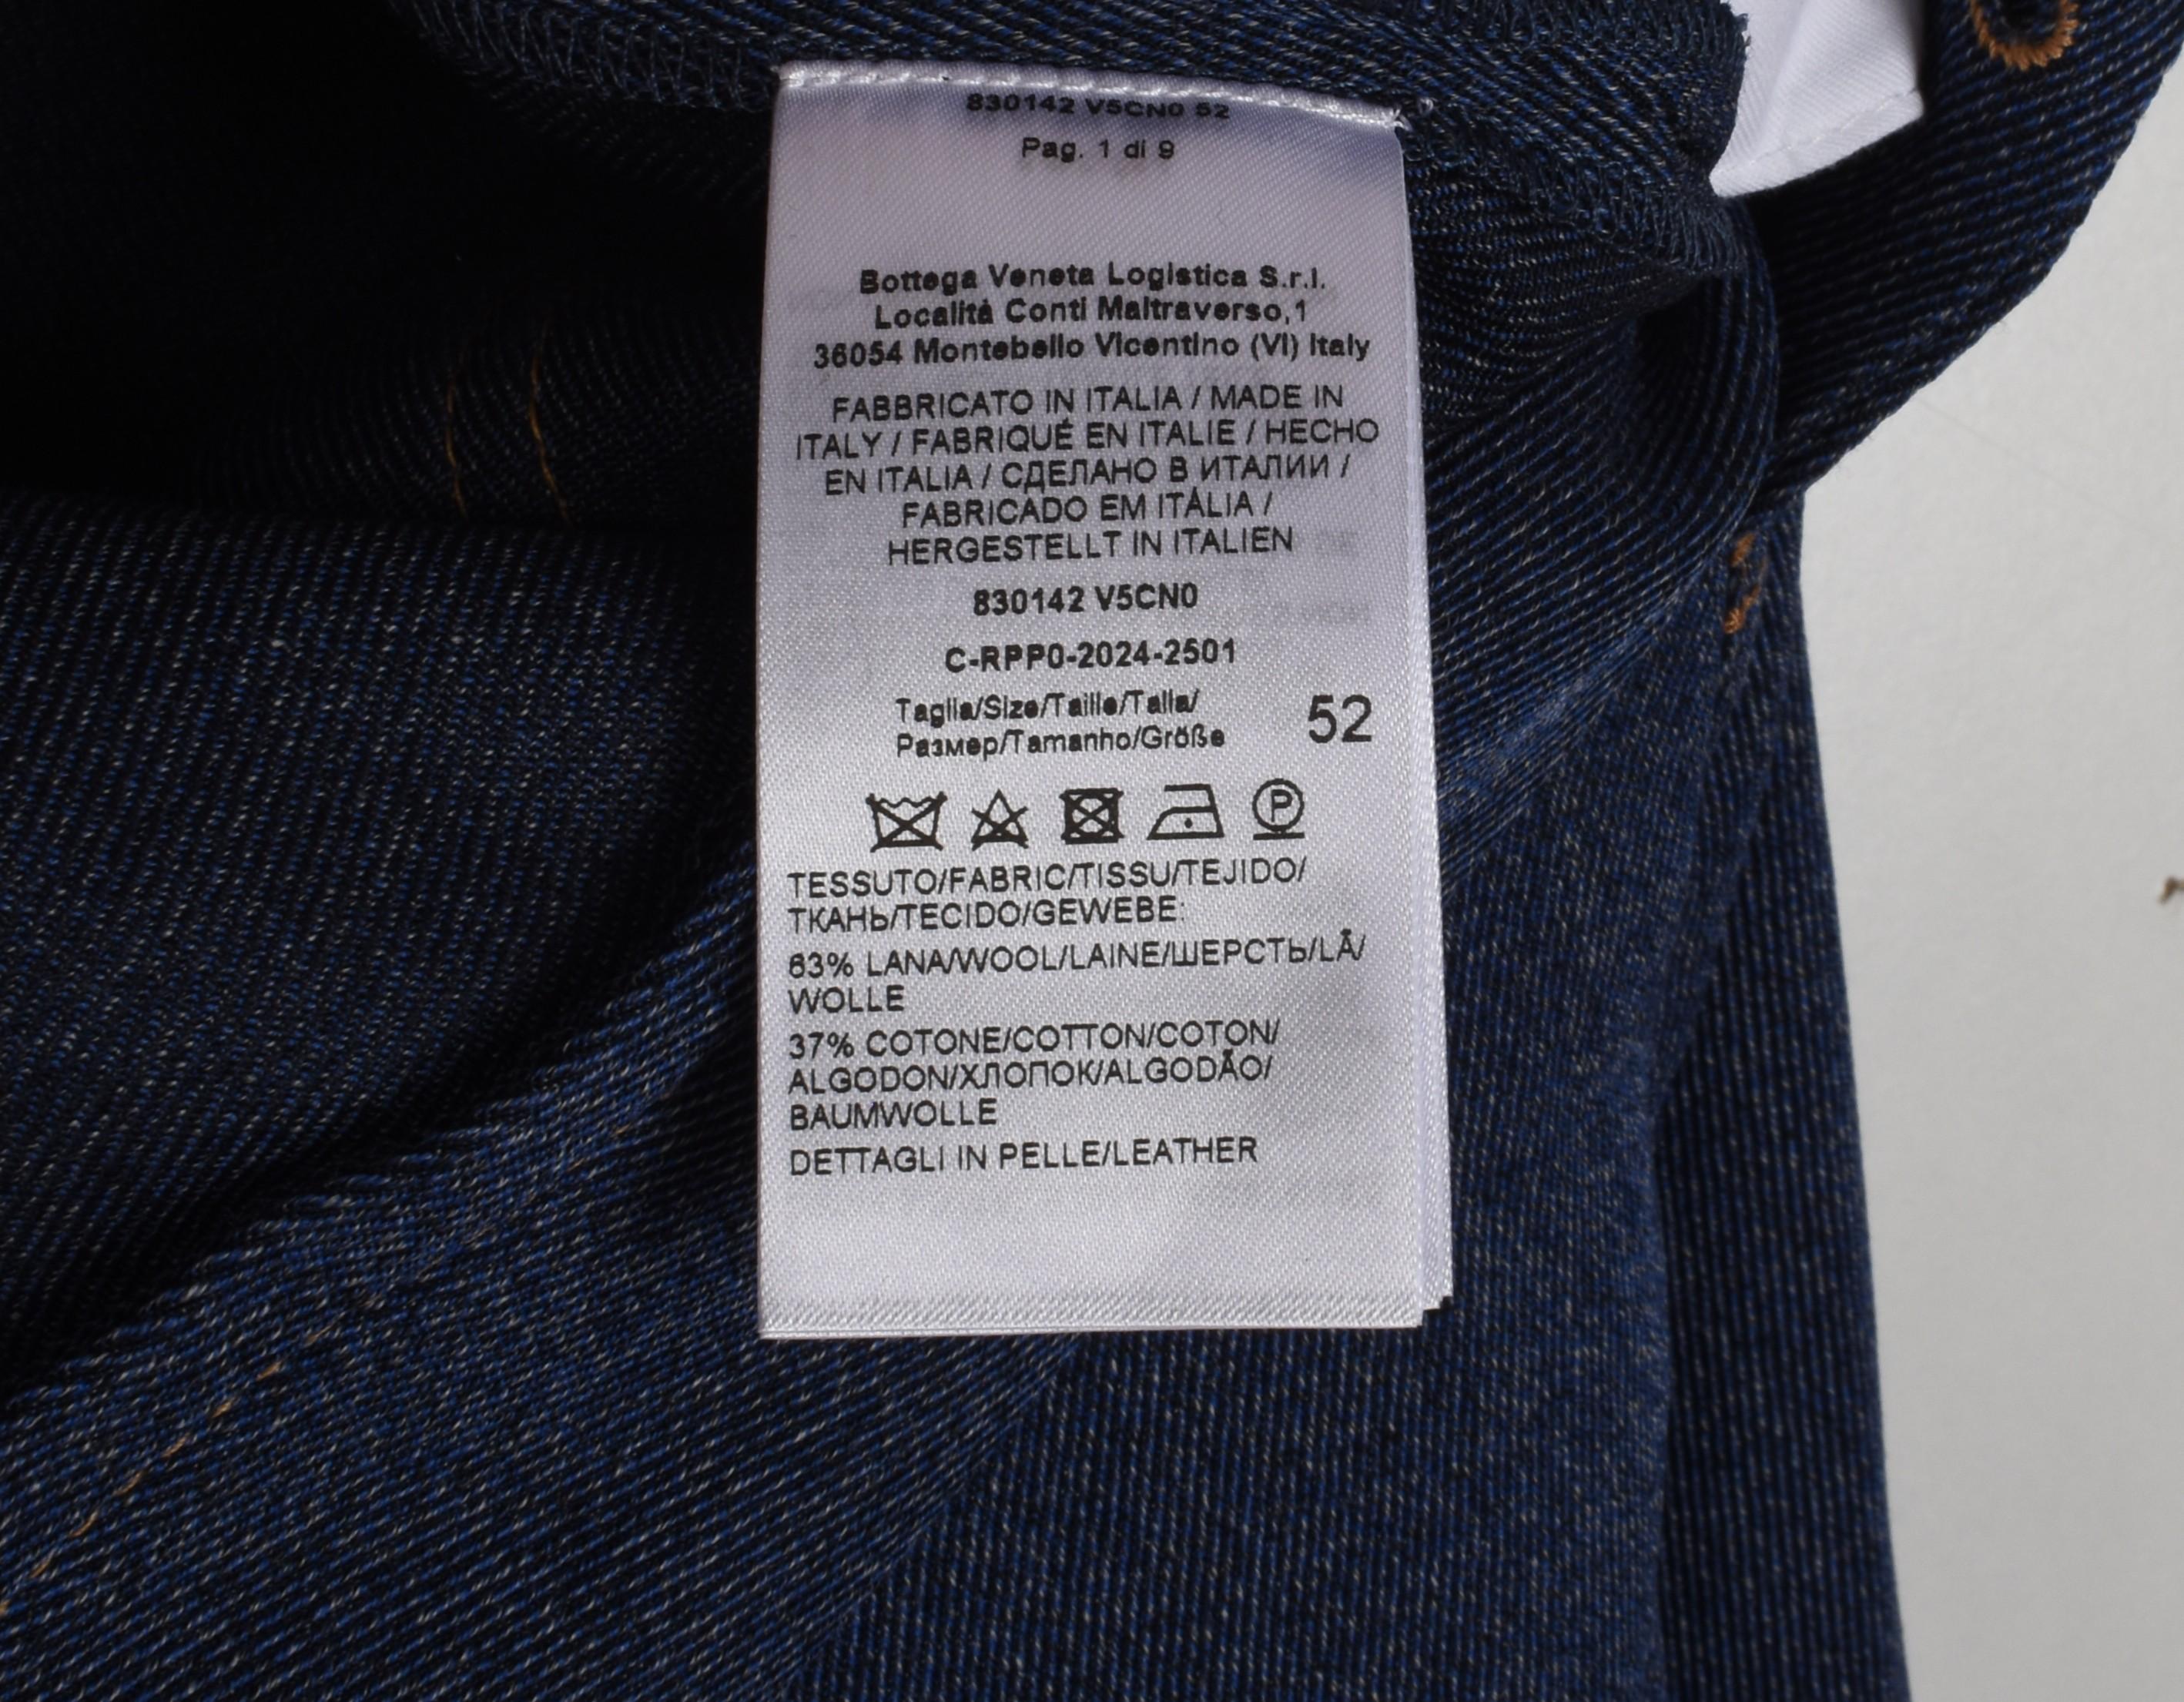 830142 V5CN0 52
Pag. 1 di 9
Bottega Veneta Logistica S.r.l.
Località Conti Maltraverso,1
36054 Montebello Vicentino (VI) Italy
FABBRICATO IN ITALIA / MADE IN
ITALY / FABRIQUÉ EN ITALIE / HECHO
EN ITALIA / СДЕЛАНО В ИТАЛИИ /
FABRICADO EM ITÁLIA /
HERGESTELLT IN ITALIEN
830142 V5CN0
C-RPP0-2024-2501
Taglia/Size/Taille/Talla/
Размер/Tamanho/Größe 52
P
TESSUTO/FABRIC/TISSU/TEJIDO/
ТКАНЬ/TECIDO/GEWEBE:
63% LANA/WOOL/LAINE/ШЕРСТЬ/LÃ/
WOLLE
37% COTONE/COTTON/COTON/
ALGODON/ХЛОПОК/ALGODÃO/
BAUMWOLLE
DETTAGLI IN PELLE/LEATHER